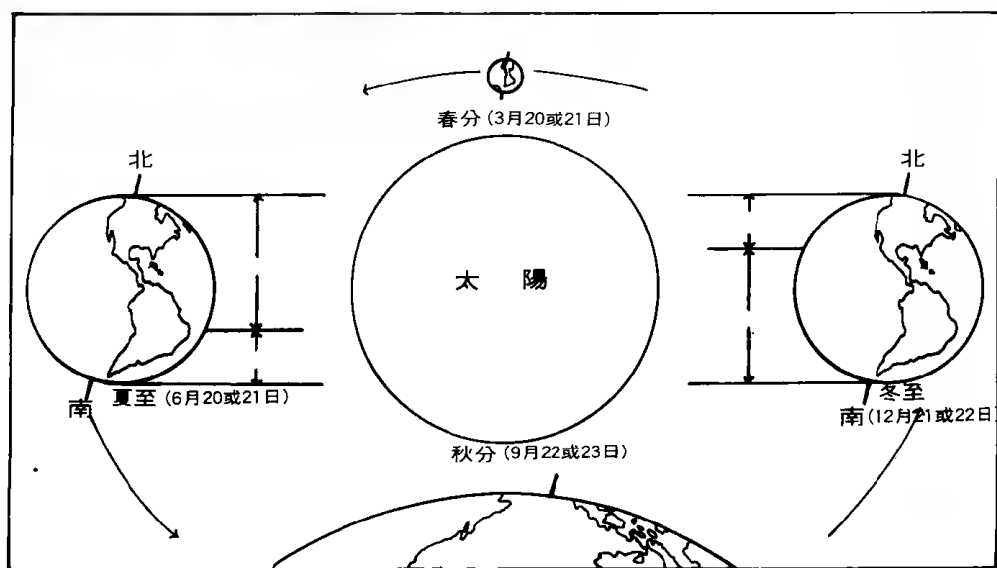 春分 (3月20或21日)
北
北
太陽
夏至 (6月20或21日)
南
冬至
南 (12月21或22日)
秋分 (9月22或23日)